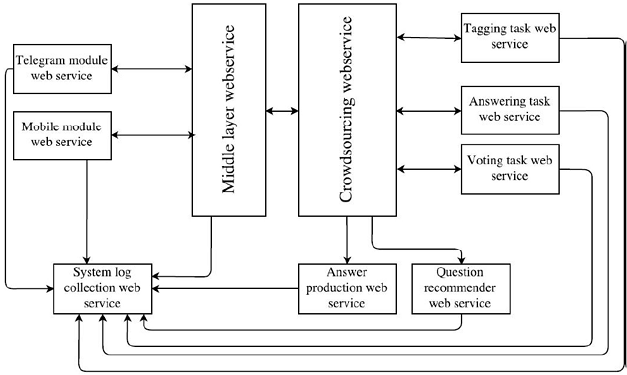 Telegram module
web service
Mobile module
web service
Middle layer webservice
Crowdsourcing webservice
Tagging task web
service
Answering task
web service
Voting task web
service
System log
collection web
service
Answer
production web
service
Question
recommender
web service